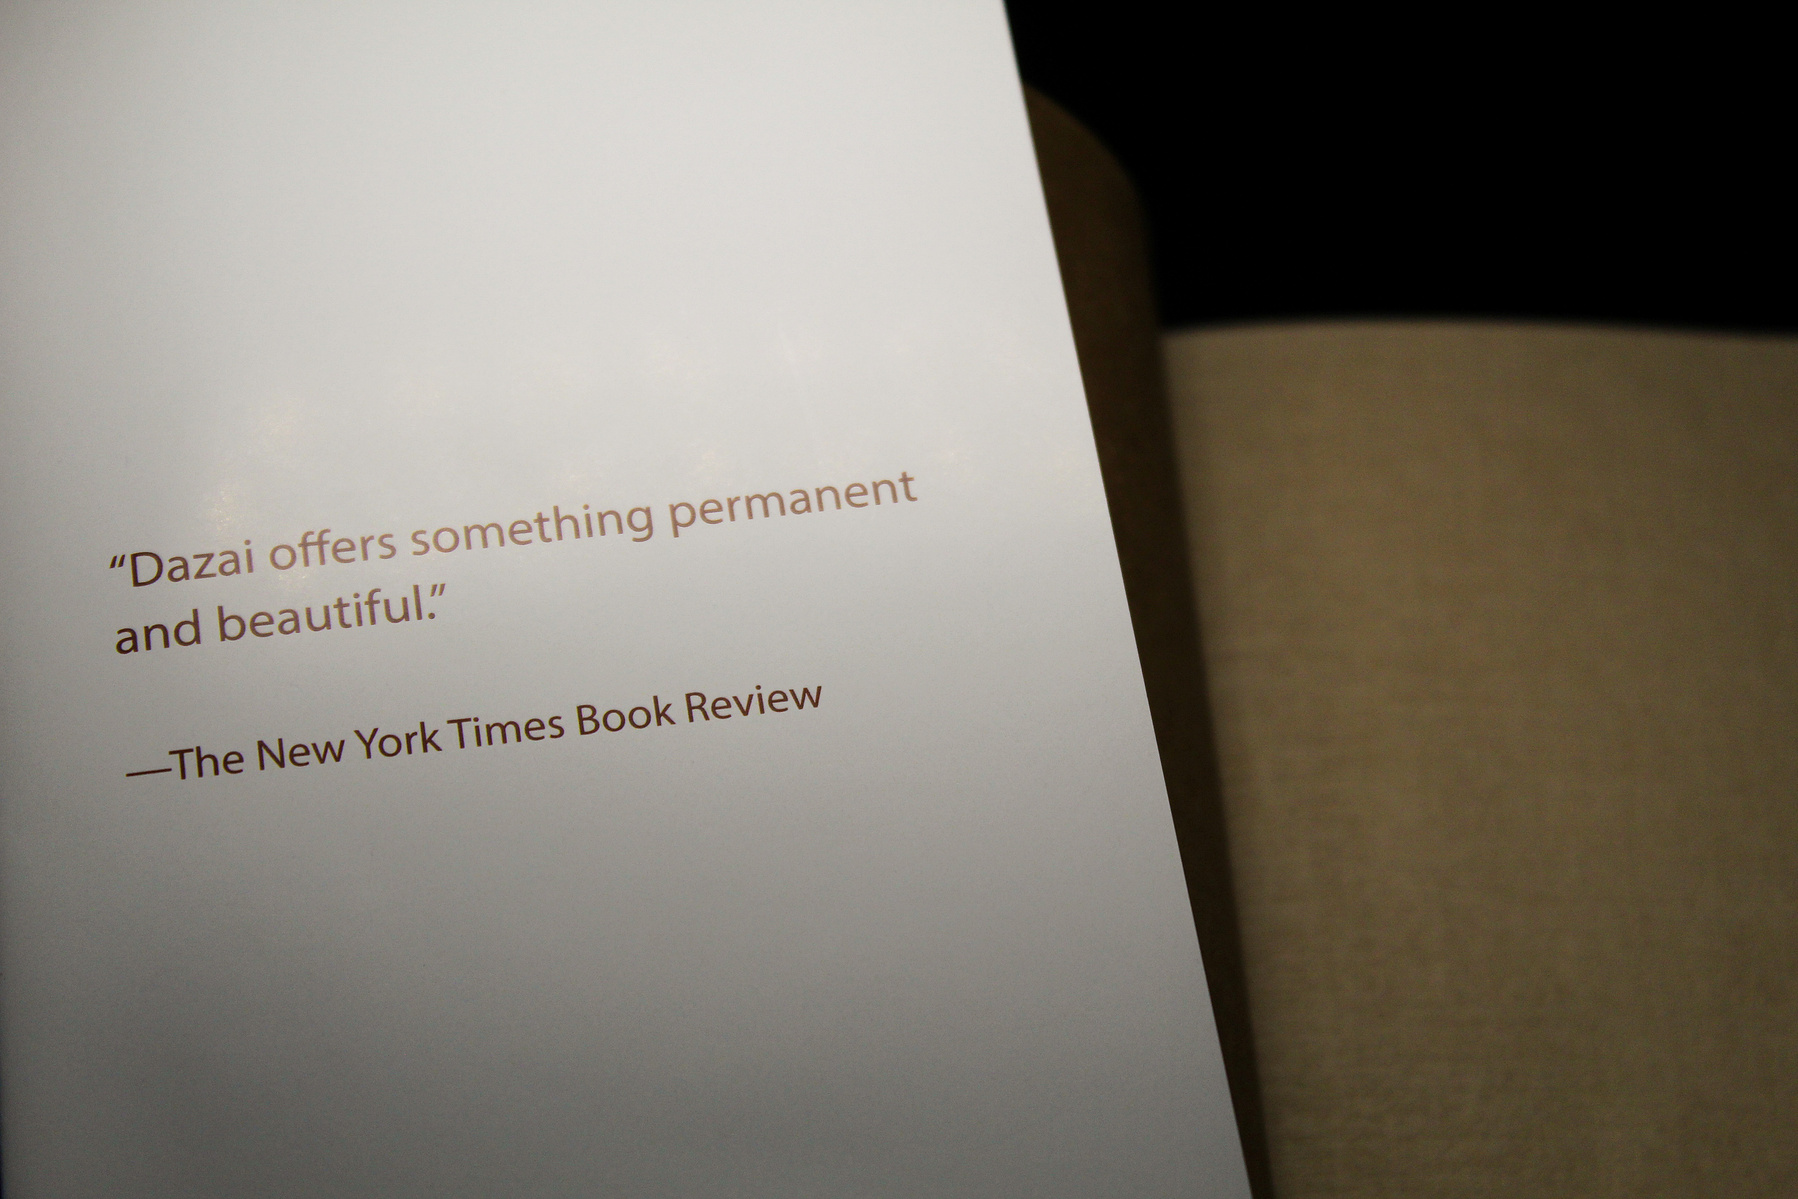 “Dazai offers something permanent
and beautiful.”
—The New York Times Book Review